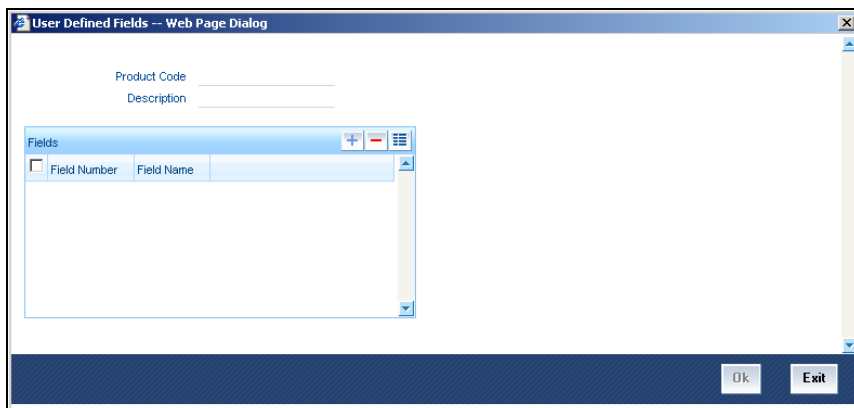 User Defined Fields -- Web Page Dialog
Product Code
Description
Fields
Field Number Field Name
Ok Exit